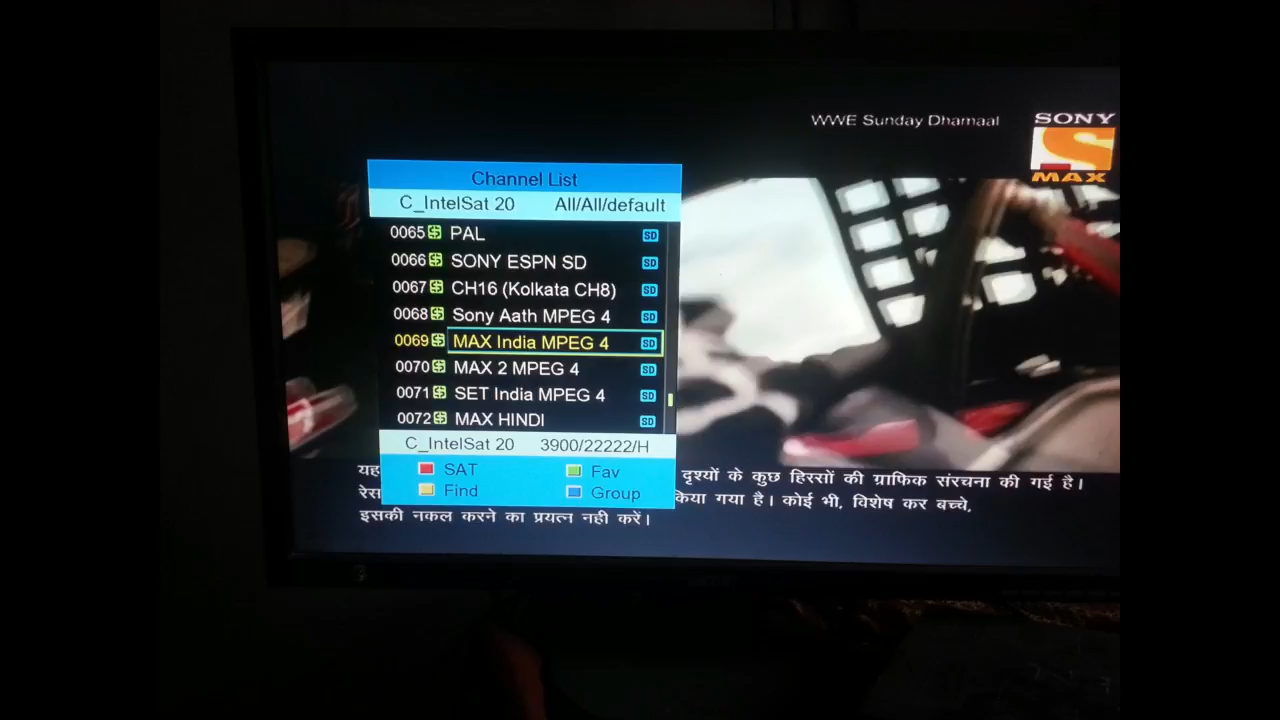 WWE Sunday Dhamaal
SONY
S
MAX
Channel List
C_IntelSat 20 All/All/default
0065 $ PAL SD
0066 $ SONY ESPN SD SD
0067 $ CH16 (Kolkata CH8) SD
0068 $ Sony Aath MPEG 4 SD
0069 $ MAX India MPEG 4 SD
0070 $ MAX 2 MPEG 4 SD
0071 $ SET India MPEG 4 SD
0072 $ MAX HINDI SD
C_IntelSat 20 3900/22222/H
SAT Fav
Find Group
यह दृश्यों के कुछ हिस्सों की ग्राफिक संरचना की गई है।
रेस किया गया है। कोई भी, विशेष कर बच्चे,
इसकी नकल करने का प्रयत्न नही करें।